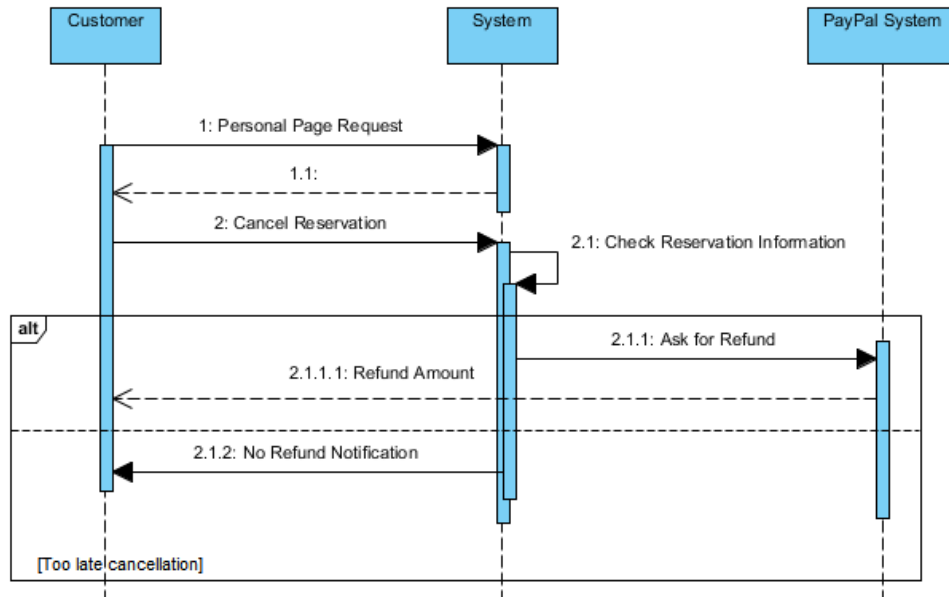 Customer
System
PayPal System
1: Personal Page Request
1.1:
2: Cancel Reservation
2.1: Check Reservation Information
alt
2.1.1: Ask for Refund
2.1.1.1: Refund Amount
2.1.2: No Refund Notification
[Too late cancellation]